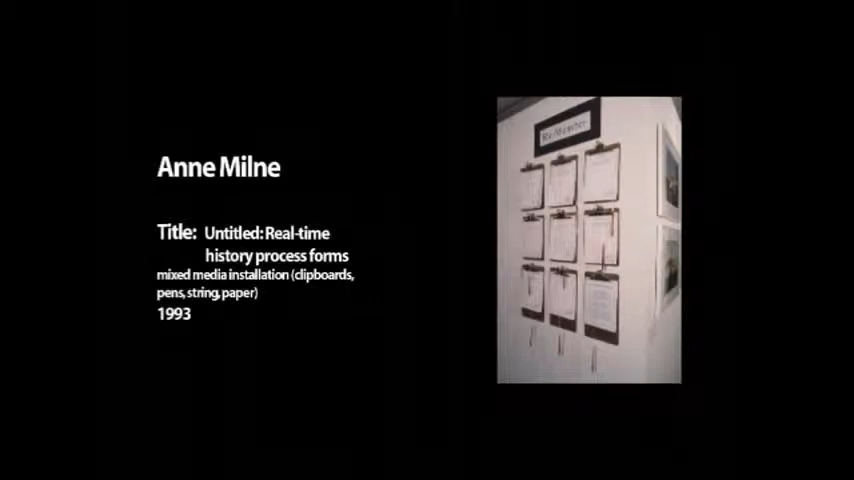 Anne Milne
Title: Untitled: Real-time
history process forms
mixed media installation (clipboards,
pens, string, paper)
1993